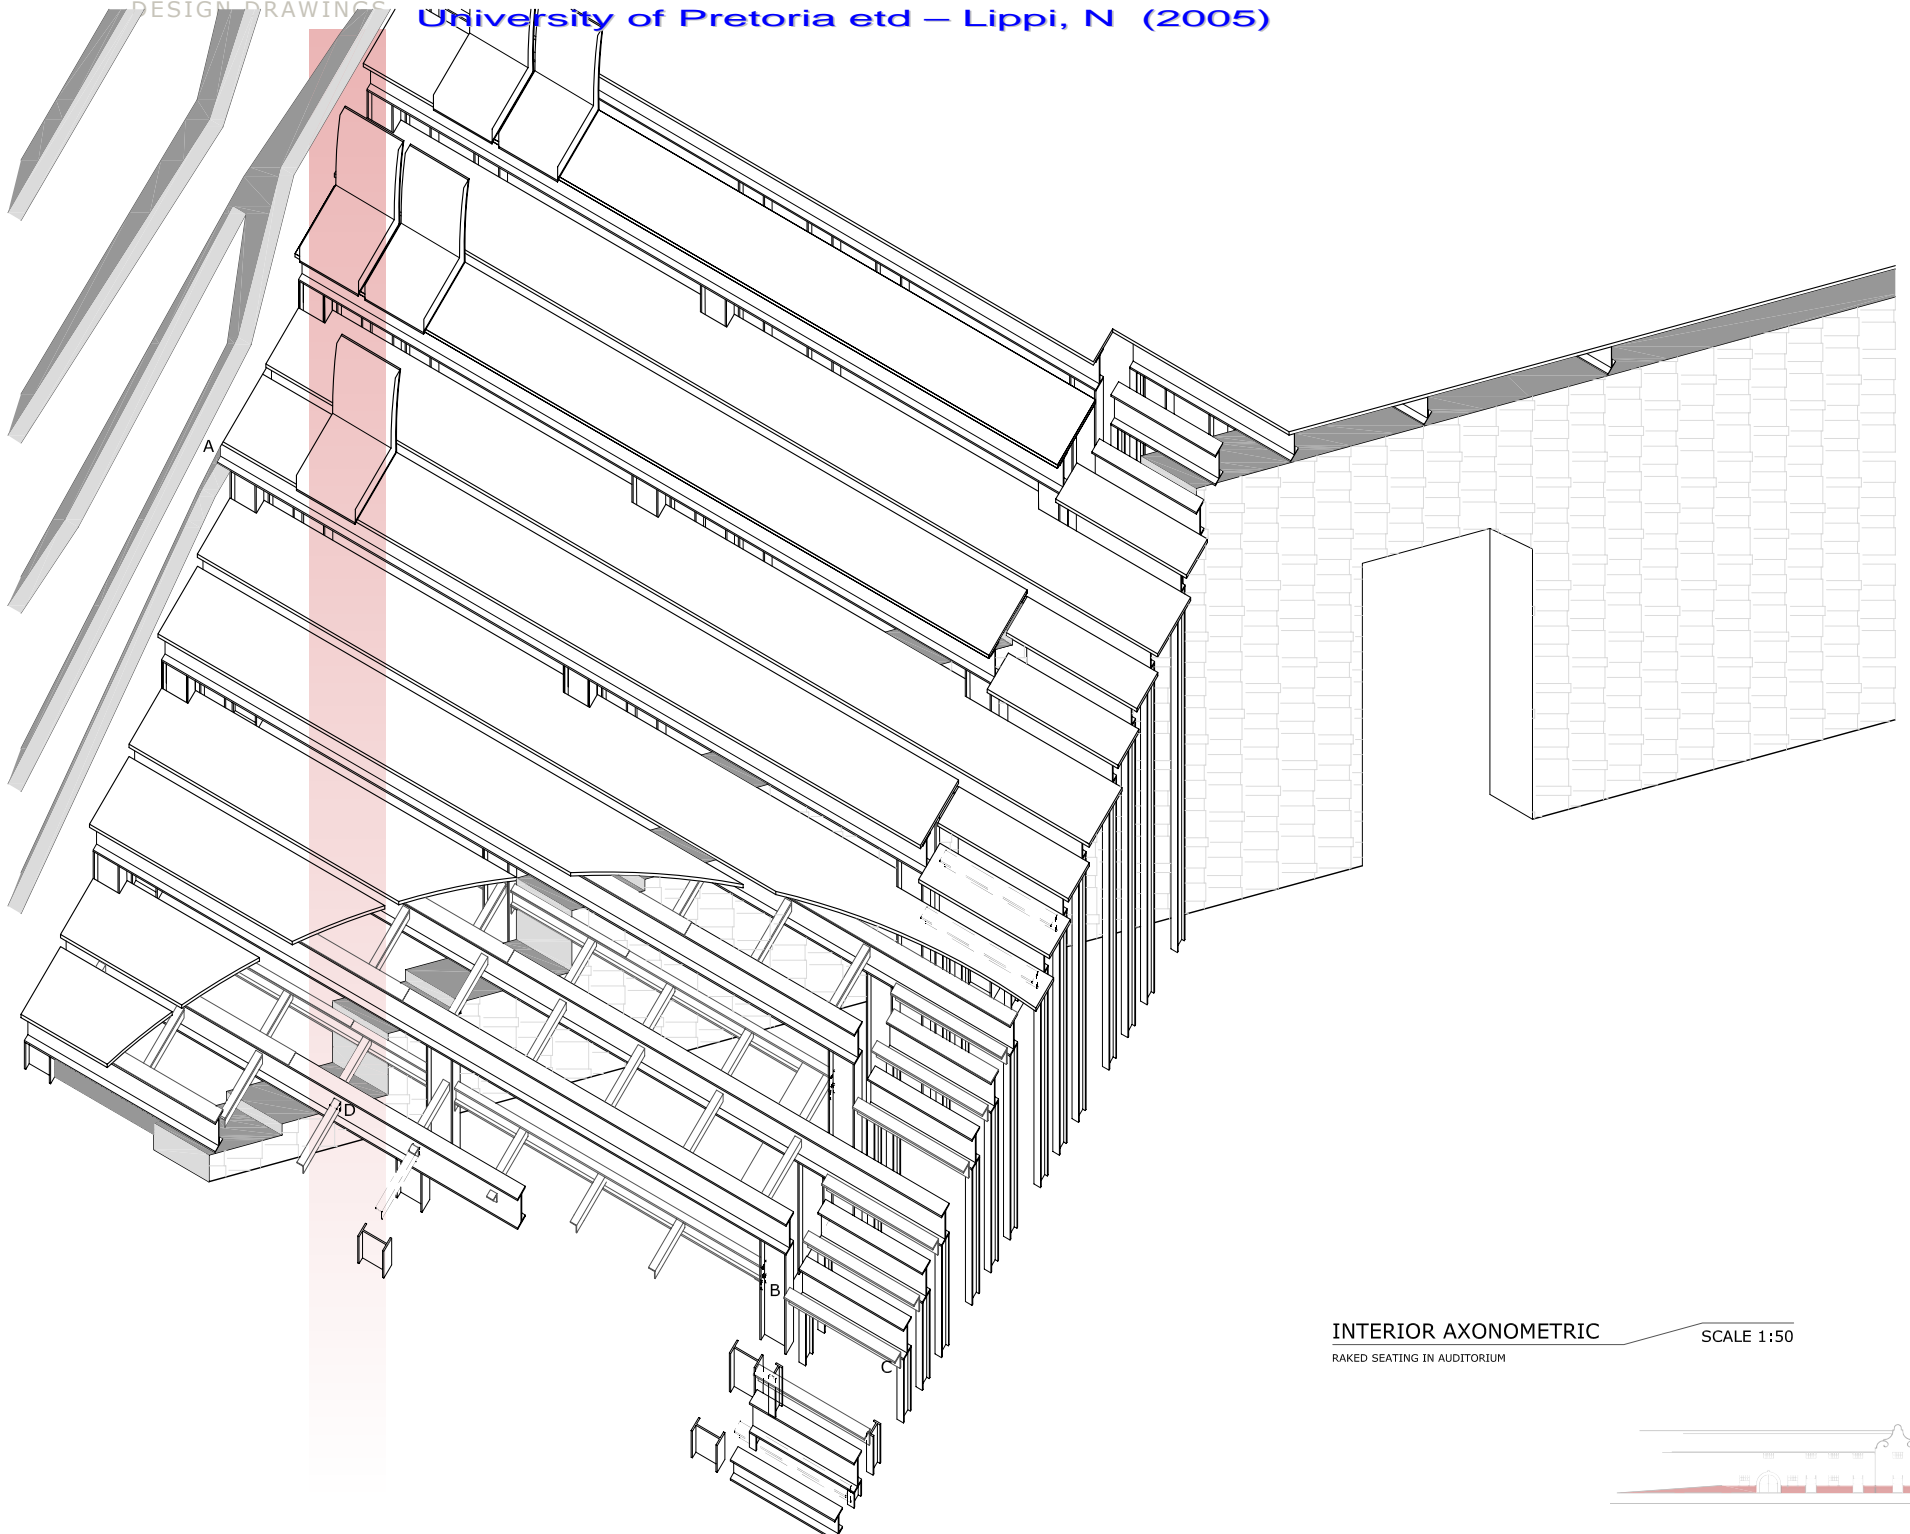 DESIGN DRAWINGS
University of Pretoria etd – Lippi, N (2005)
A
D
B
C
INTERIOR AXONOMETRIC
SCALE 1:50
RAKED SEATING IN AUDITORIUM